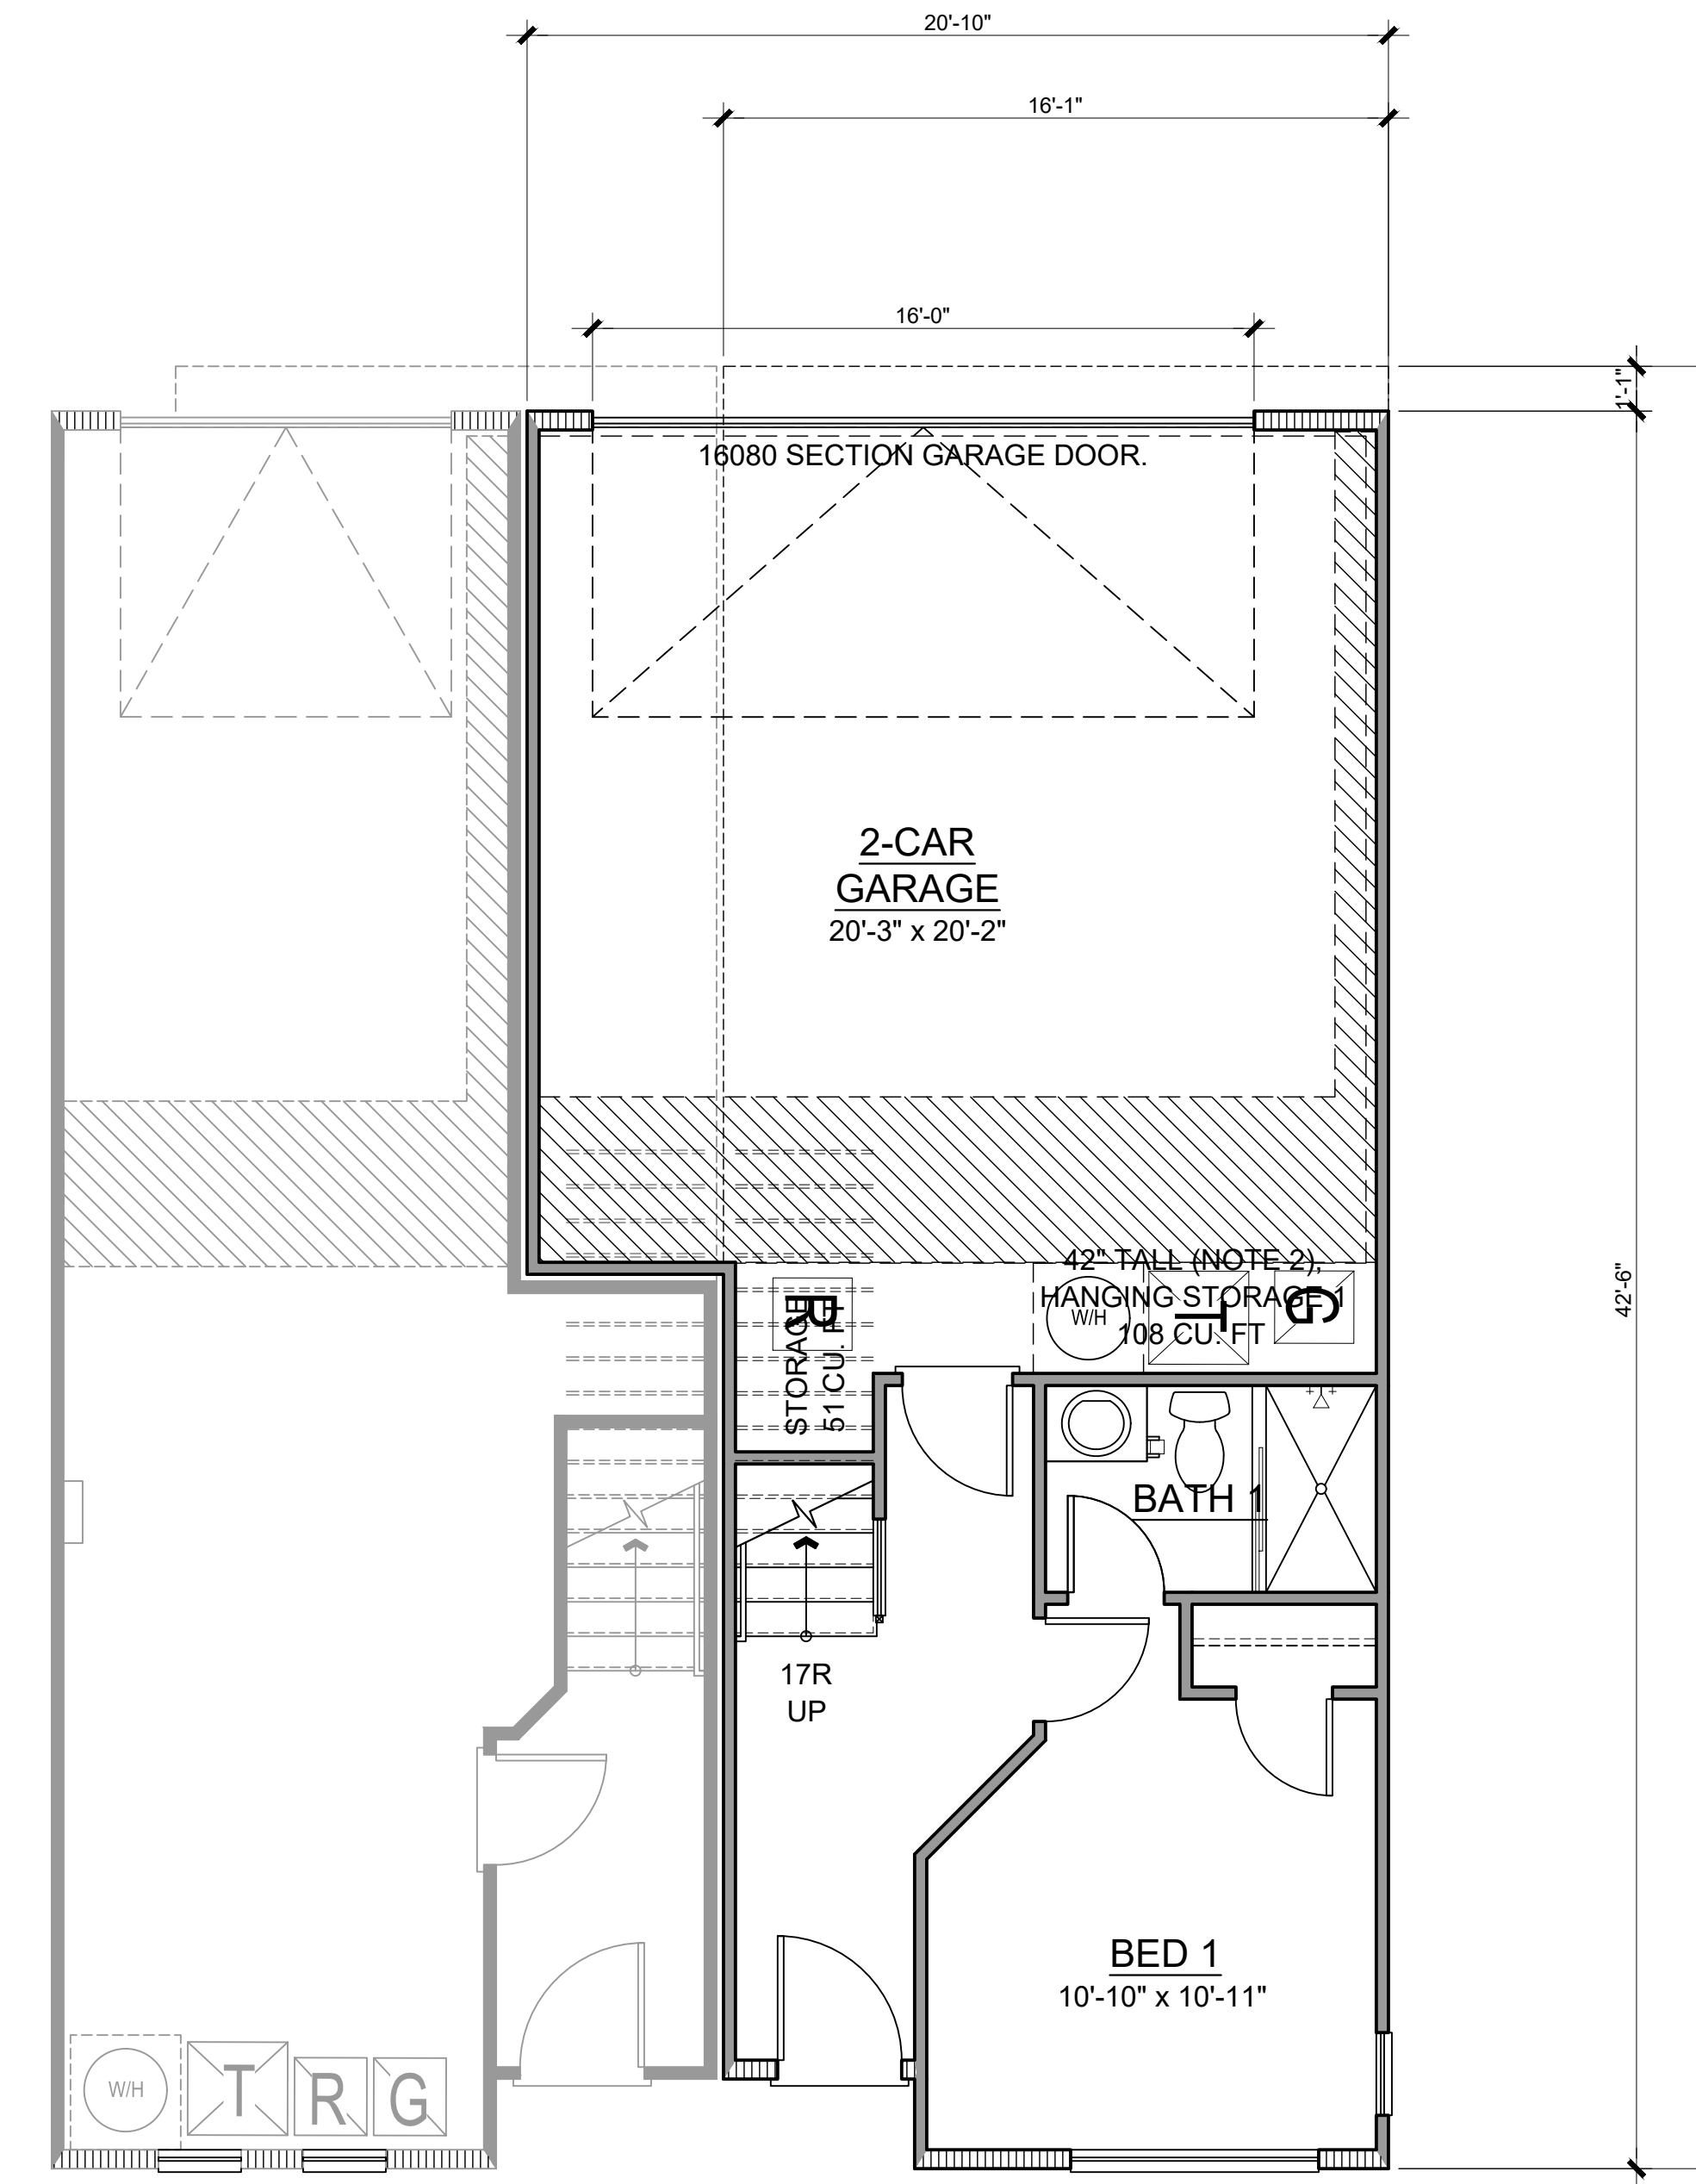 20'-10"
16'-1"
16'-0"
1'-1"
16080 SECTION GARAGE DOOR.
2-CAR
GARAGE
20'-3" x 20'-2"
42'-6"
42" TALL (NOTE 2),
HANGING STORAGE 1
108 CU. FT
W/H
T
G
R
STORAGE
51 CU. FT
BATH 1
17R
UP
BED 1
10'-10" x 10'-11"
W/H
T
R
G